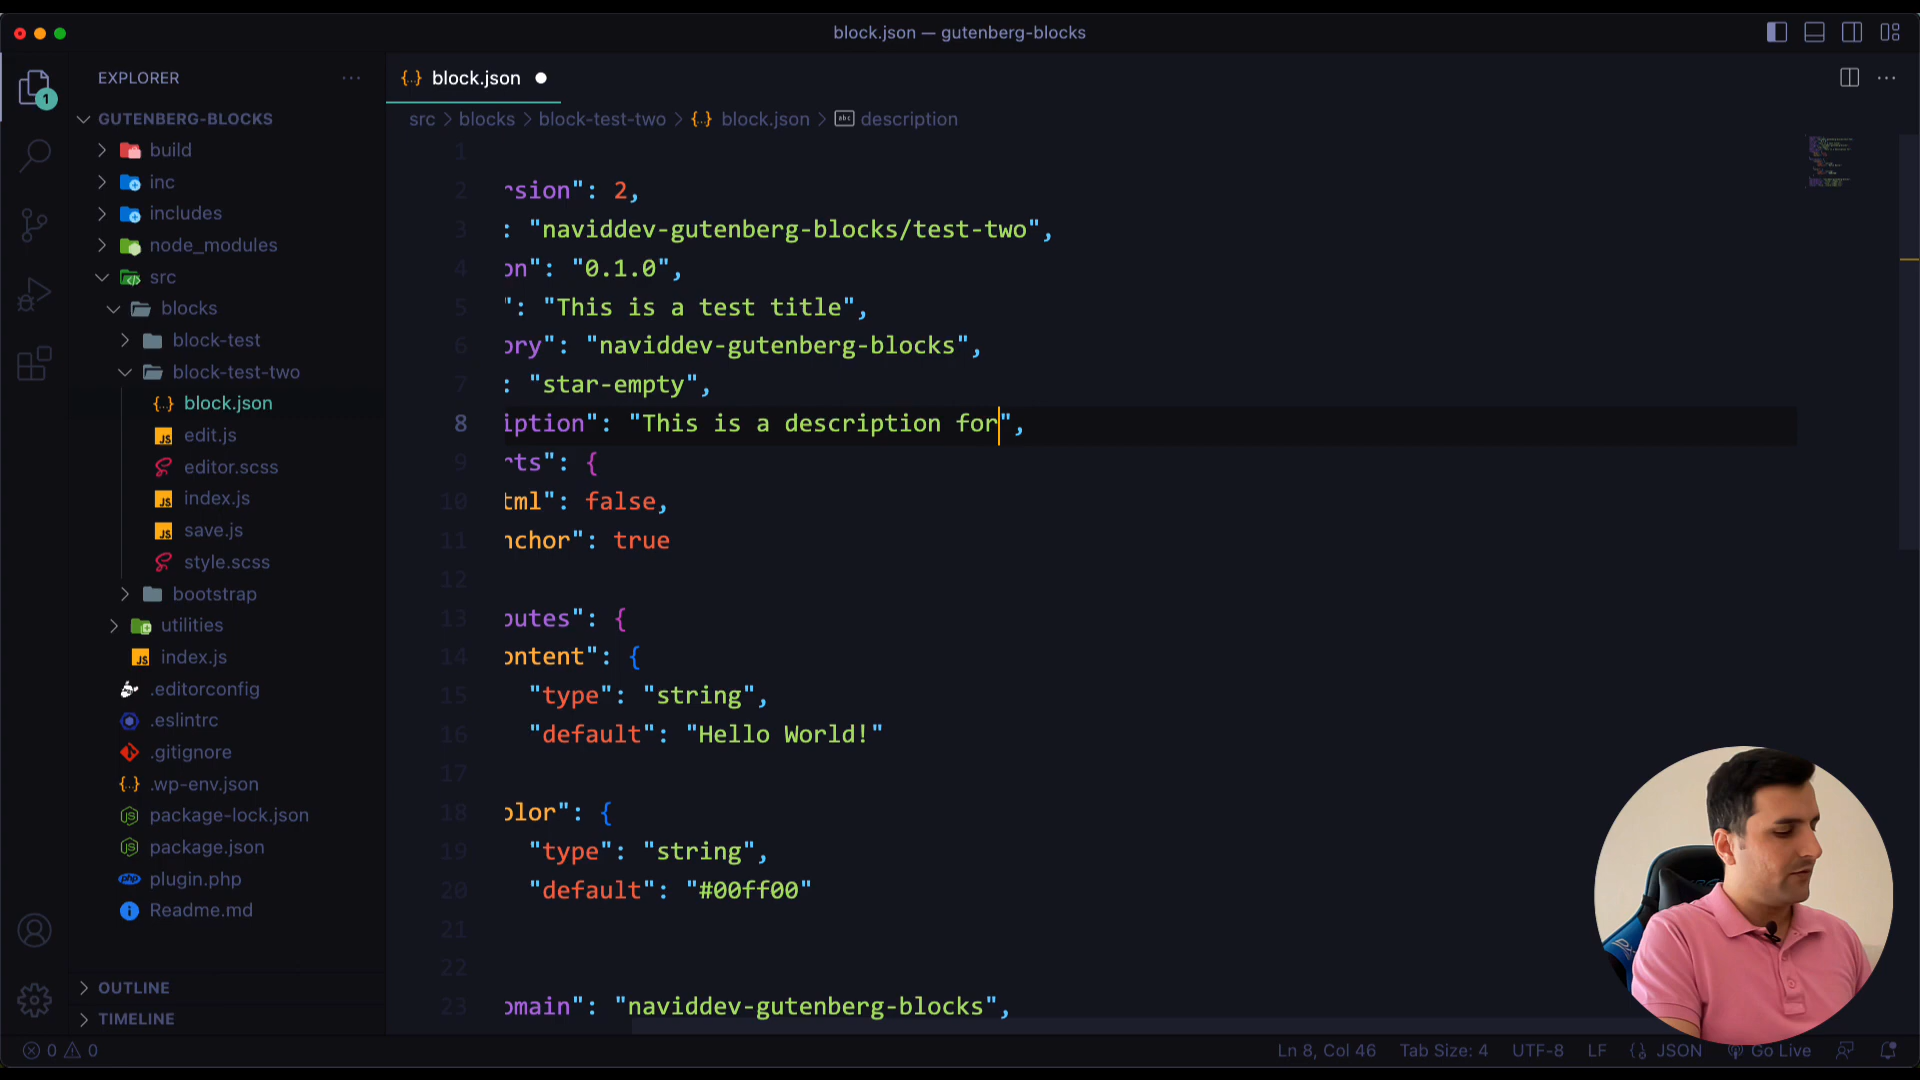 block.json — gutenberg-blocks
EXPLORER
1
GUTENBERG-BLOCKS
build
inc
includes
node_modules
src
blocks
block-test
block-test-two
block.json
edit.js
editor.scss
index.js
save.js
style.scss
bootstrap
utilities
index.js
.editorconfig
.eslintrc
.gitignore
.wp-env.json
package-lock.json
package.json
plugin.php
Readme.md
OUTLINE
TIMELINE
{..} block.json
src > blocks > block-test-two > {..} block.json > description
1
2 rsion": 2,
3 : "naviddev-gutenberg-blocks/test-two",
4 on": "0.1.0",
5 ": "This is a test title",
6 ory": "naviddev-gutenberg-blocks",
7 : "star-empty",
8 iption": "This is a description for",
9 rts": {
10 tml": false,
11 nchor": true
12
13 butes": {
14 ontent": {
15 "type": "string",
16 "default": "Hello World!"
17
18 olor": {
19 "type": "string",
20 "default": "#00ff00"
21
22
23 omain": "naviddev-gutenberg-blocks",
0 0 Ln 8, Col 46 Tab Size: 4 UTF-8 LF {} JSON Go Live